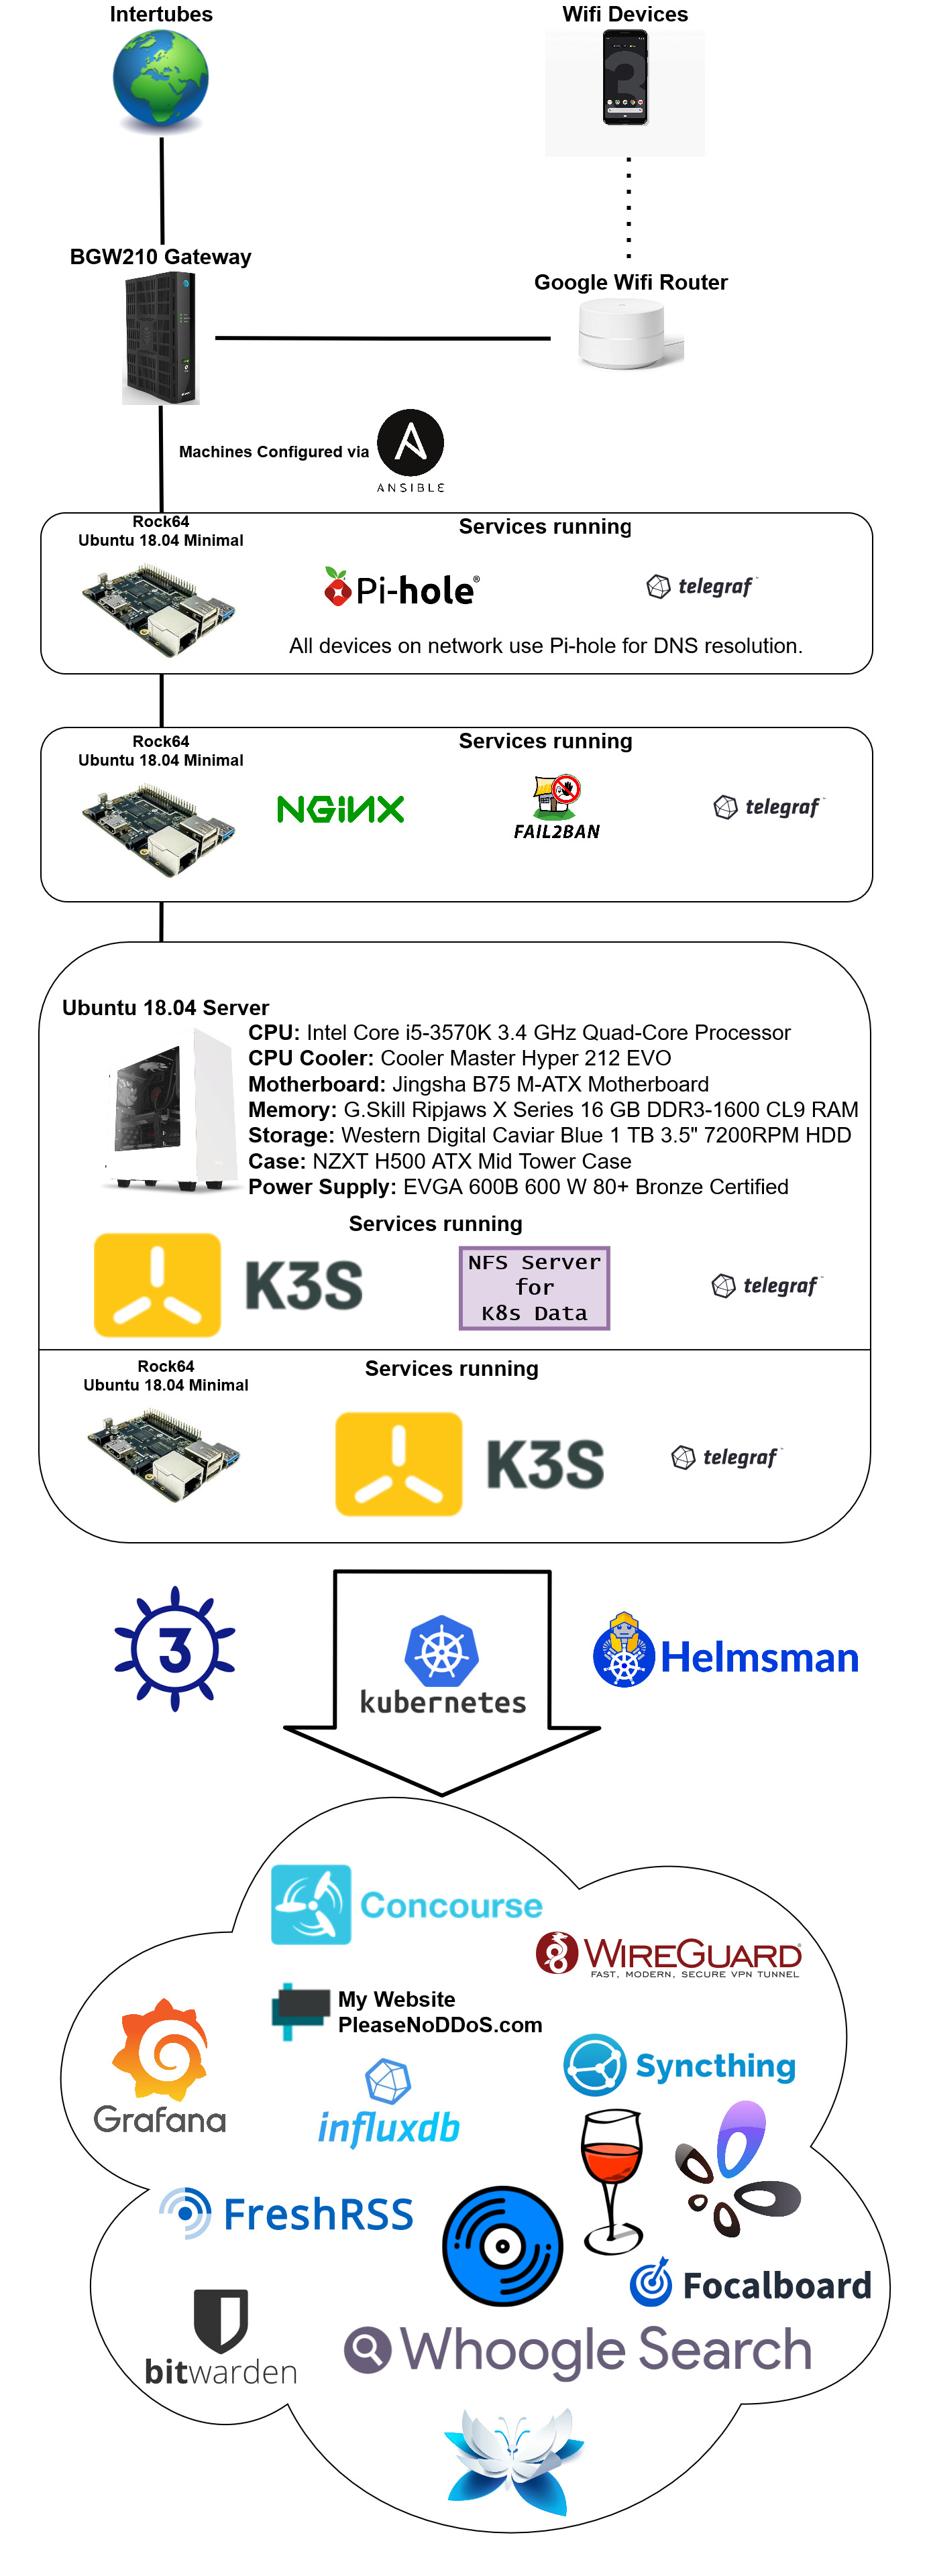 Intertubes
Wifi Devices
BGW210 Gateway
Google Wifi Router
Machines Configured via
ANSIBLE
Rock64
Ubuntu 18.04 Minimal
Services running
Pi-hole®
telegraf™
All devices on network use Pi-hole for DNS resolution.
Rock64
Ubuntu 18.04 Minimal
Services running
NGiNX
FAIL2BAN
telegraf™
Ubuntu 18.04 Server
CPU: Intel Core i5-3570K 3.4 GHz Quad-Core Processor
CPU Cooler: Cooler Master Hyper 212 EVO
Motherboard: Jingsha B75 M-ATX Motherboard
Memory: G.Skill Ripjaws X Series 16 GB DDR3-1600 CL9 RAM
Storage: Western Digital Caviar Blue 1 TB 3.5" 7200RPM HDD
Case: NZXT H500 ATX Mid Tower Case
Power Supply: EVGA 600B 600 W 80+ Bronze Certified
Services running
K3S
NFS Server
for
K8s Data
telegraf™
Rock64
Ubuntu 18.04 Minimal
Services running
K3S
telegraf™
3
kubernetes
Helmsman
Concourse
WIREGUARD®
FAST, MODERN, SECURE VPN TUNNEL
My Website
PleaseNoDDoS.com
Grafana
influxdb
Syncthing
FreshRSS
Focalboard
bitwarden
Whoogle Search